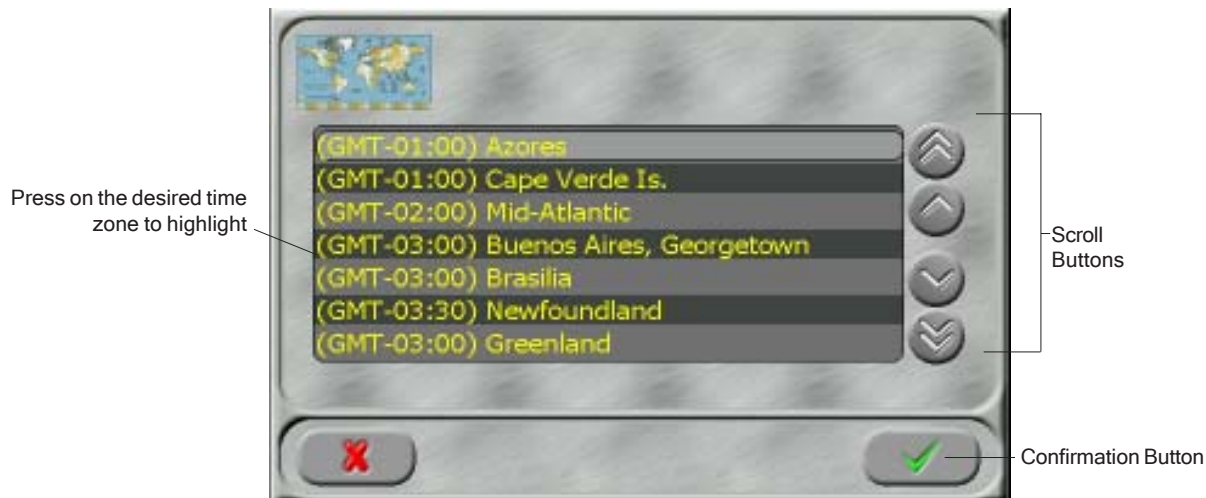 (GMT-01:00) Azores
(GMT-01:00) Cape Verde Is.
(GMT-02:00) Mid-Atlantic
(GMT-03:00) Buenos Aires, Georgetown
(GMT-03:00) Brasilia
(GMT-03:30) Newfoundland
(GMT-03:00) Greenland
Press on the desired time
zone to highlight
Scroll
Buttons
Confirmation Button